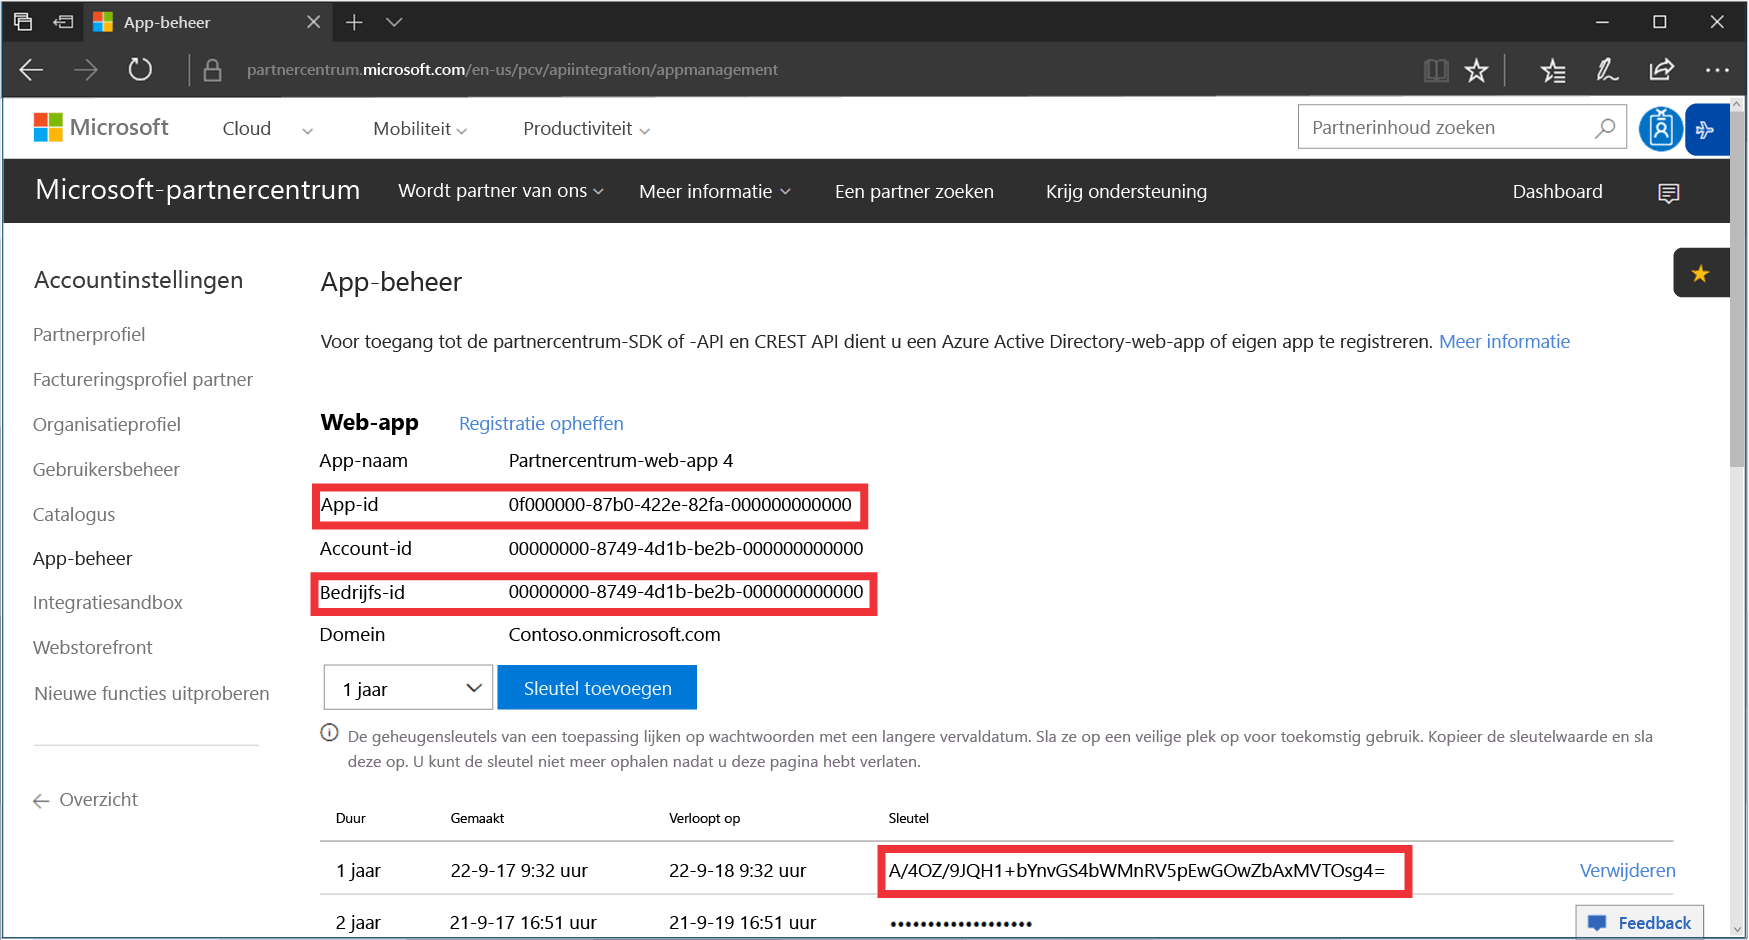 App-beheer
partnercentrum.microsoft.com/en-us/pcv/apiintegration/appmanagement
Microsoft Cloud Mobiliteit Productiviteit Partnerinhoud zoeken
Microsoft-partnercentrum Wordt partner van ons Meer informatie Een partner zoeken Krijg ondersteuning Dashboard
Accountinstellingen
Partnerprofiel
Factureringsprofiel partner
Organisatieprofiel
Gebruikersbeheer
Catalogus
App-beheer
Integratiesandbox
Webstorefront
Nieuwe functies uitproberen
Overzicht
App-beheer
Voor toegang tot de partnercentrum-SDK of -API en CREST API dient u een Azure Active Directory-web-app of eigen app te registreren. Meer informatie
Web-app Registratie opheffen
App-naam Partnercentrum-web-app 4
App-id 0f000000-87b0-422e-82fa-000000000000
Account-id 00000000-8749-4d1b-be2b-000000000000
Bedrijfs-id 00000000-8749-4d1b-be2b-000000000000
Domein Contoso.onmicrosoft.com
1 jaar Sleutel toevoegen
De geheugensleutels van een toepassing lijken op wachtwoorden met een langere vervaldatum. Sla ze op een veilige plek op voor toekomstig gebruik. Kopieer de sleutelwaarde en sla
deze op. U kunt de sleutel niet meer ophalen nadat u deze pagina hebt verlaten.
Duur Gemaakt Verloopt op Sleutel
1 jaar 22-9-17 9:32 uur 22-9-18 9:32 uur A/4OZ/9JQH1+bYnvGS4bWMnRV5pEwGOwZbAxMVTOsg4= Verwijderen
2 jaar 21-9-17 16:51 uur 21-9-19 16:51 uur •••••••••••••••••••
Feedback